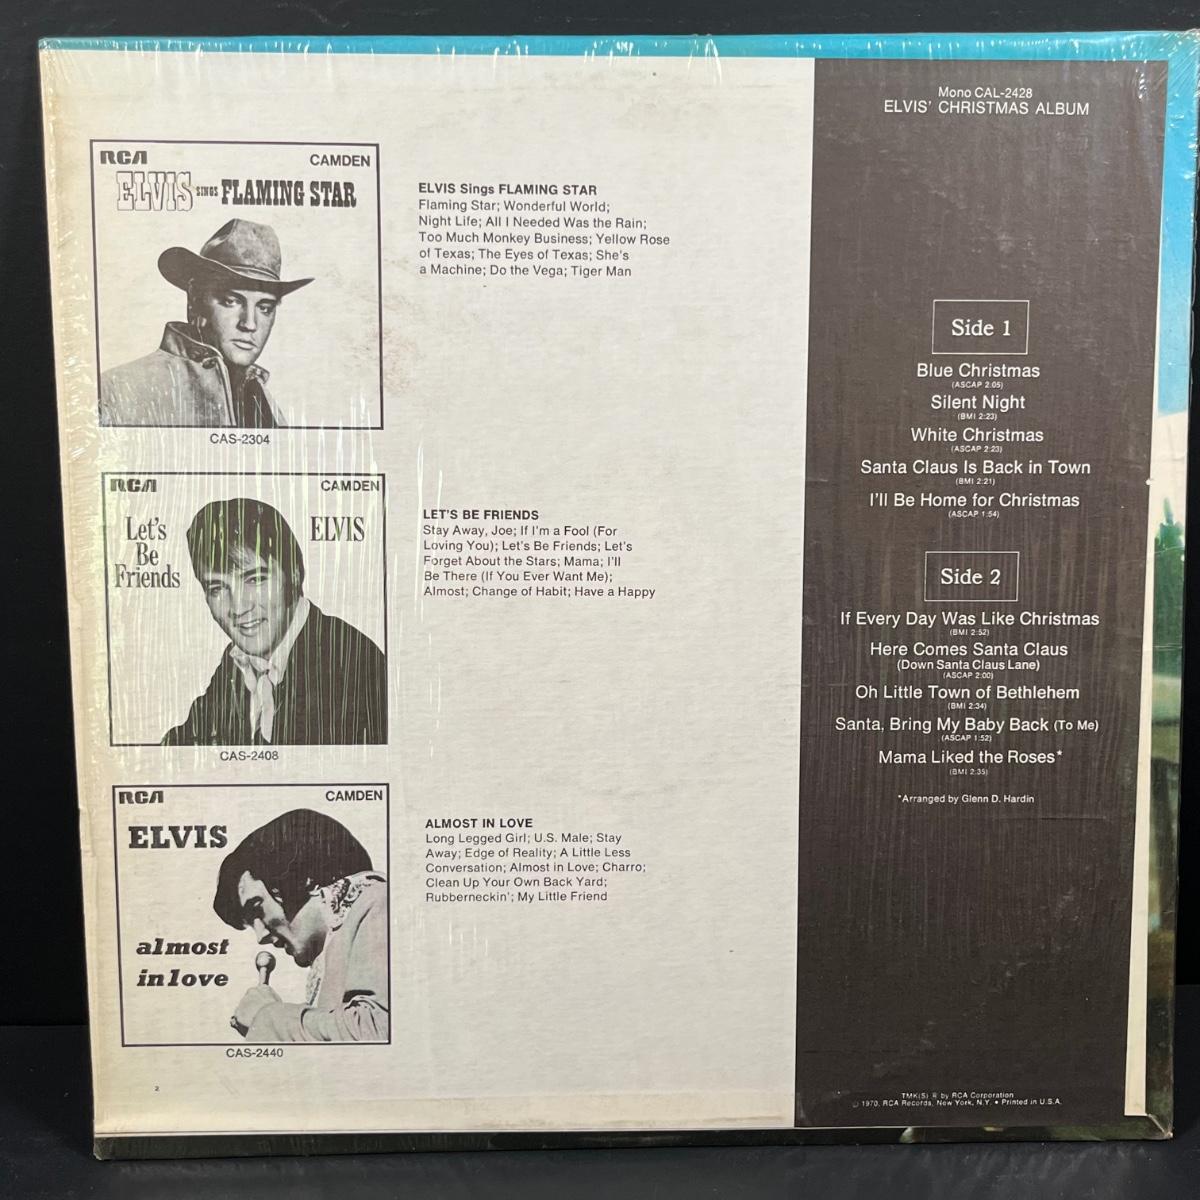 RCA CAMDEN
ELVIS SINGS FLAMING STAR
CAS-2304
ELVIS Sings FLAMING STAR
Flaming Star; Wonderful World;
Night Life; All I Needed Was the Rain;
Too Much Monkey Business; Yellow Rose
of Texas; The Eyes of Texas; She's
a Machine; Do the Vega; Tiger Man
RCA CAMDEN
Let's
Be
Friends
ELVIS
CAS-2408
LET'S BE FRIENDS
Stay Away, Joe; If I'm a Fool (For
Loving You); Let's Be Friends; Let's
Forget About the Stars; Mama; I'll
Be There (If You Ever Want Me);
Almost; Change of Habit; Have a Happy
RCA CAMDEN
ELVIS
almost
in love
CAS-2440
ALMOST IN LOVE
Long Legged Girl; U.S. Male; Stay
Away; Edge of Reality; A Little Less
Conversation; Almost in Love; Charro;
Clean Up Your Own Back Yard;
Rubberneckin'; My Little Friend
2
Mono CAL-2428
ELVIS' CHRISTMAS ALBUM
Side 1
Blue Christmas
(ASCAP 2:05)
Silent Night
(BMI 2:23)
White Christmas
(ASCAP 2:23)
Santa Claus Is Back in Town
(BMI 2:21)
I'll Be Home for Christmas
(ASCAP 1:54)
Side 2
If Every Day Was Like Christmas
(BMI 2:52)
Here Comes Santa Claus
(Down Santa Claus Lane)
(ASCAP 2:00)
Oh Little Town of Bethlehem
(BMI 2:34)
Santa, Bring My Baby Back (To Me)
(ASCAP 1:52)
Mama Liked the Roses*
(BMI 2:35)
*Arranged by Glenn D. Hardin
TMK(S) ® by RCA Corporation
℗ 1970, RCA Records, New York, N.Y. • Printed in U.S.A.